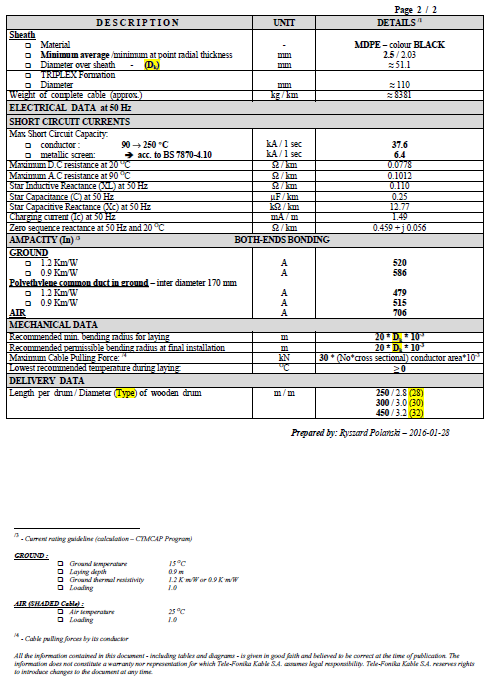 Page 2 / 2
DESCRIPTION UNIT DETAILS /1
Sheath
Material - MDPE – colour BLACK
Minimum average /minimum at point radial thickness mm 2.5 / 2.03
Diameter over sheath - (Dk) mm ≈ 51.1
TRIPLEX Formation
Diameter mm ≈ 110
Weight of complete cable (approx.) kg / km ≈ 8381
ELECTRICAL DATA at 50 Hz
SHORT CIRCUIT CURRENTS
Max Short Circuit Capacity:
conductor : 90 → 250 °C kA / 1 sec 37.6
metallic screen: ➔ acc. to BS 7870-4.10 kA / 1 sec 6.4
Maximum D.C resistance at 20 °C Ω / km 0.0778
Maximum A.C resistance at 90 °C Ω / km 0.1012
Star Inductive Reactance (XL) at 50 Hz Ω / km 0.110
Star Capacitance (C) at 50 Hz μF / km 0.25
Star Capacitive Reactance (Xc) at 50 Hz kΩ / km 12.77
Charging current (Ic) at 50 Hz mA / m 1.49
Zero sequence reactance at 50 Hz and 20 °C Ω / km 0.459 + j 0.056
AMPACITY (In) /3 BOTH-ENDS BONDING
GROUND
1.2 Km/W A 520
0.9 Km/W A 586
Polyethylene common duct in ground – inter diameter 170 mm
1.2 Km/W A 479
0.9 Km/W A 515
AIR A 706
MECHANICAL DATA
Recommended min. bending radius for laying m 20 * Dk * 10-3
Recommended permissible bending radius at final installation m 20 * Dk * 10-3
Maximum Cable Pulling Force: /4 kN 30 * (No*cross sectional) conductor area*10-3
Lowest recommended temperature during laying: °C ≥ 0
DELIVERY DATA
Length per drum / Diameter (Type) of wooden drum m / m 250 / 2.8 (28)
300 / 3.0 (30)
450 / 3.2 (32)
Prepared by: Ryszard Polański – 2016-01-28
/3 - Current rating guideline (calculation – CYMCAP Program)
GROUND :
Ground temperature 15 °C
Laying depth 0.9 m
Ground thermal resistivity 1.2 K·m/W or 0.9 K·m/W
Loading 1.0
AIR (SHADED Cable) :
Air temperature 25 °C
Loading 1.0
/4 - Cable pulling forces by its conductor
All the information contained in this document - including tables and diagrams - is given in good faith and believed to be correct at the time of publication. The
information does not constitute a warranty nor representation for which Tele-Fonika Kable S.A. assumes legal responsibility. Tele-Fonika Kable S.A. reserves rights
to introduce changes to the document at any time.